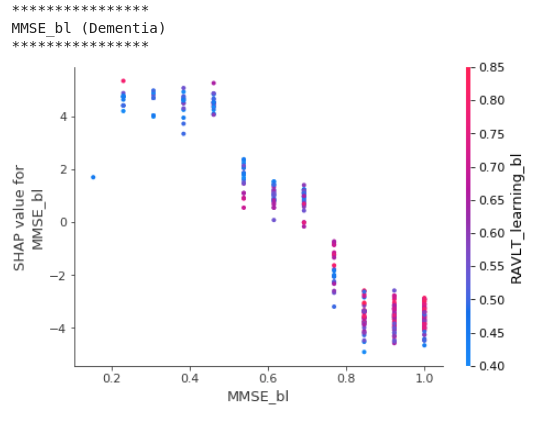 ****************
MMSE_bl (Dementia)
****************
4
2
0
−2
−4
SHAP value for
MMSE_bl
0.2 0.4 0.6 0.8 1.0
MMSE_bl
0.85
0.80
0.75
0.70
0.65
0.60
0.55
0.50
0.45
0.40
RAVLT_learning_bl